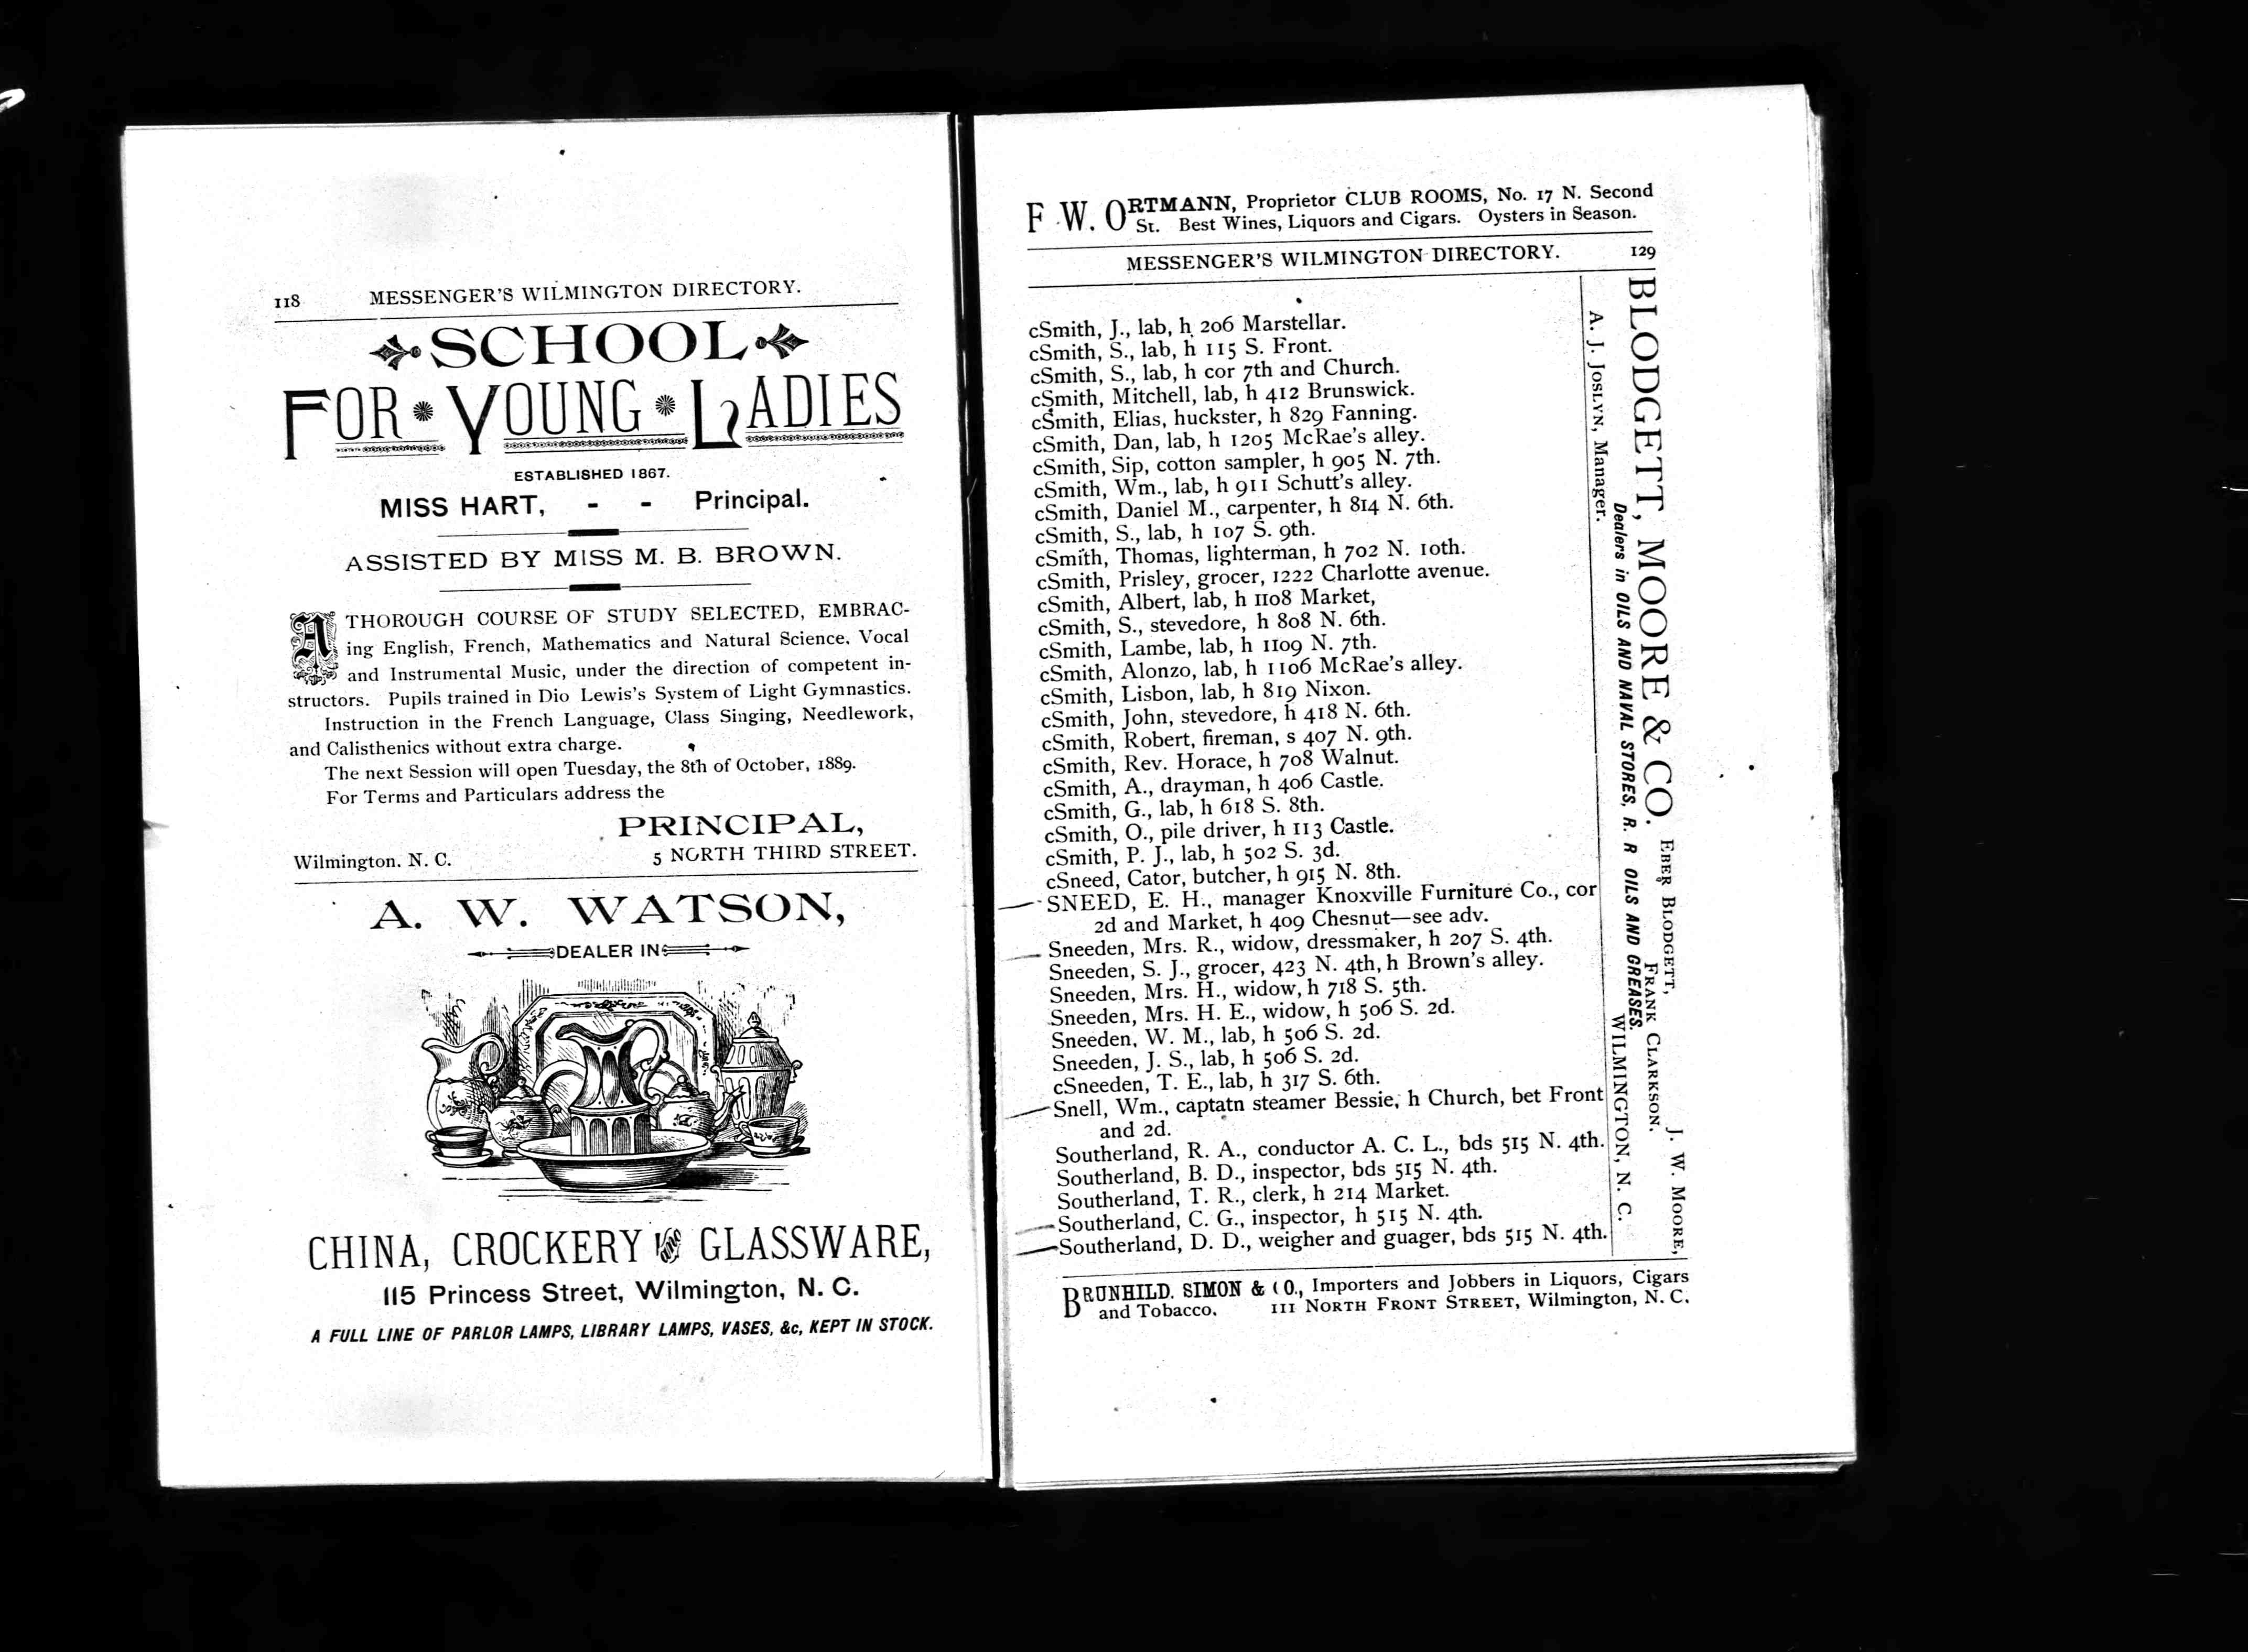 118 MESSENGER'S WILMINGTON DIRECTORY.
SCHOOL
FOR YOUNG LADIES
ESTABLISHED 1867.
MISS HART, - - Principal.
ASSISTED BY MISS M. B. BROWN.
A THOROUGH COURSE OF STUDY SELECTED, EMBRAC-
ing English, French, Mathematics and Natural Science. Vocal
and Instrumental Music, under the direction of competent in-
structors. Pupils trained in Dio Lewis's System of Light Gymnastics.
Instruction in the French Language, Class Singing, Needlework,
and Calisthenics without extra charge.
The next Session will open Tuesday, the 8th of October, 1889.
For Terms and Particulars address the
PRINCIPAL,
Wilmington. N. C. 5 NORTH THIRD STREET.
A. W. WATSON,
DEALER IN
CHINA, CROCKERY & GLASSWARE,
115 Princess Street, Wilmington, N. C.
A FULL LINE OF PARLOR LAMPS, LIBRARY LAMPS, VASES, &c, KEPT IN STOCK.
F. W. ORTMANN, Proprietor CLUB ROOMS, No. 17 N. Second
St. Best Wines, Liquors and Cigars. Oysters in Season.
MESSENGER'S WILMINGTON DIRECTORY. 129
cSmith, J., lab, h 206 Marstellar.
cSmith, S., lab, h 115 S. Front.
cSmith, S., lab, h cor 7th and Church.
cSmith, Mitchell, lab, h 412 Brunswick.
cSmith, Elias, huckster, h 829 Fanning.
cSmith, Dan, lab, h 1205 McRae's alley.
cSmith, Sip, cotton sampler, h 905 N. 7th.
cSmith, Wm., lab, h 911 Schutt's alley.
cSmith, Daniel M., carpenter, h 814 N. 6th.
cSmith, S., lab, h 107 S. 9th.
cSmith, Thomas, lighterman, h 702 N. 10th.
cSmith, Prisley, grocer, 1222 Charlotte avenue.
cSmith, Albert, lab, h 1108 Market,
cSmith, S., stevedore, h 808 N. 6th.
cSmith, Lambe, lab, h 1109 N. 7th.
cSmith, Alonzo, lab, h 1106 McRae's alley.
cSmith, Lisbon, lab, h 819 Nixon.
cSmith, John, stevedore, h 418 N. 6th.
cSmith, Robert, fireman, s 407 N. 9th.
cSmith, Rev. Horace, h 708 Walnut.
cSmith, A., drayman, h 406 Castle.
cSmith, G., lab, h 618 S. 8th.
cSmith, O., pile driver, h 113 Castle.
cSmith, P. J., lab, h 502 S. 3d.
cSneed, Cator, butcher, h 915 N. 8th.
SNEED, E. H., manager Knoxville Furniture Co., cor
2d and Market, h 409 Chesnut—see adv.
Sneeden, Mrs. R., widow, dressmaker, h 207 S. 4th.
Sneeden, S. J., grocer, 423 N. 4th, h Brown's alley.
Sneeden, Mrs. H., widow, h 718 S. 5th.
Sneeden, Mrs. H. E., widow, h 506 S. 2d.
Sneeden, W. M., lab, h 506 S. 2d.
Sneeden, J. S., lab, h 506 S. 2d.
cSneeden, T. E., lab, h 317 S. 6th.
Snell, Wm., captatn steamer Bessie, h Church, bet Front
and 2d.
Southerland, R. A., conductor A. C. L., bds 515 N. 4th.
Southerland, B. D., inspector, bds 515 N. 4th.
Southerland, T. R., clerk, h 214 Market.
Southerland, C. G., inspector, h 515 N. 4th.
Southerland, D. D., weigher and guager, bds 515 N. 4th.
BRUNHILD. SIMON & CO., Importers and Jobbers in Liquors, Cigars
and Tobacco. 111 NORTH FRONT STREET, Wilmington, N. C.
BLODGETT, MOORE & CO. EBER BLODGETT, FRANK CLARKSON. J. W. MOORE,
A. J. JOSLYN, Manager.
Dealers in OILS AND NAVAL STORES, R. R OILS AND GREASES. WILMINGTON, N. C.